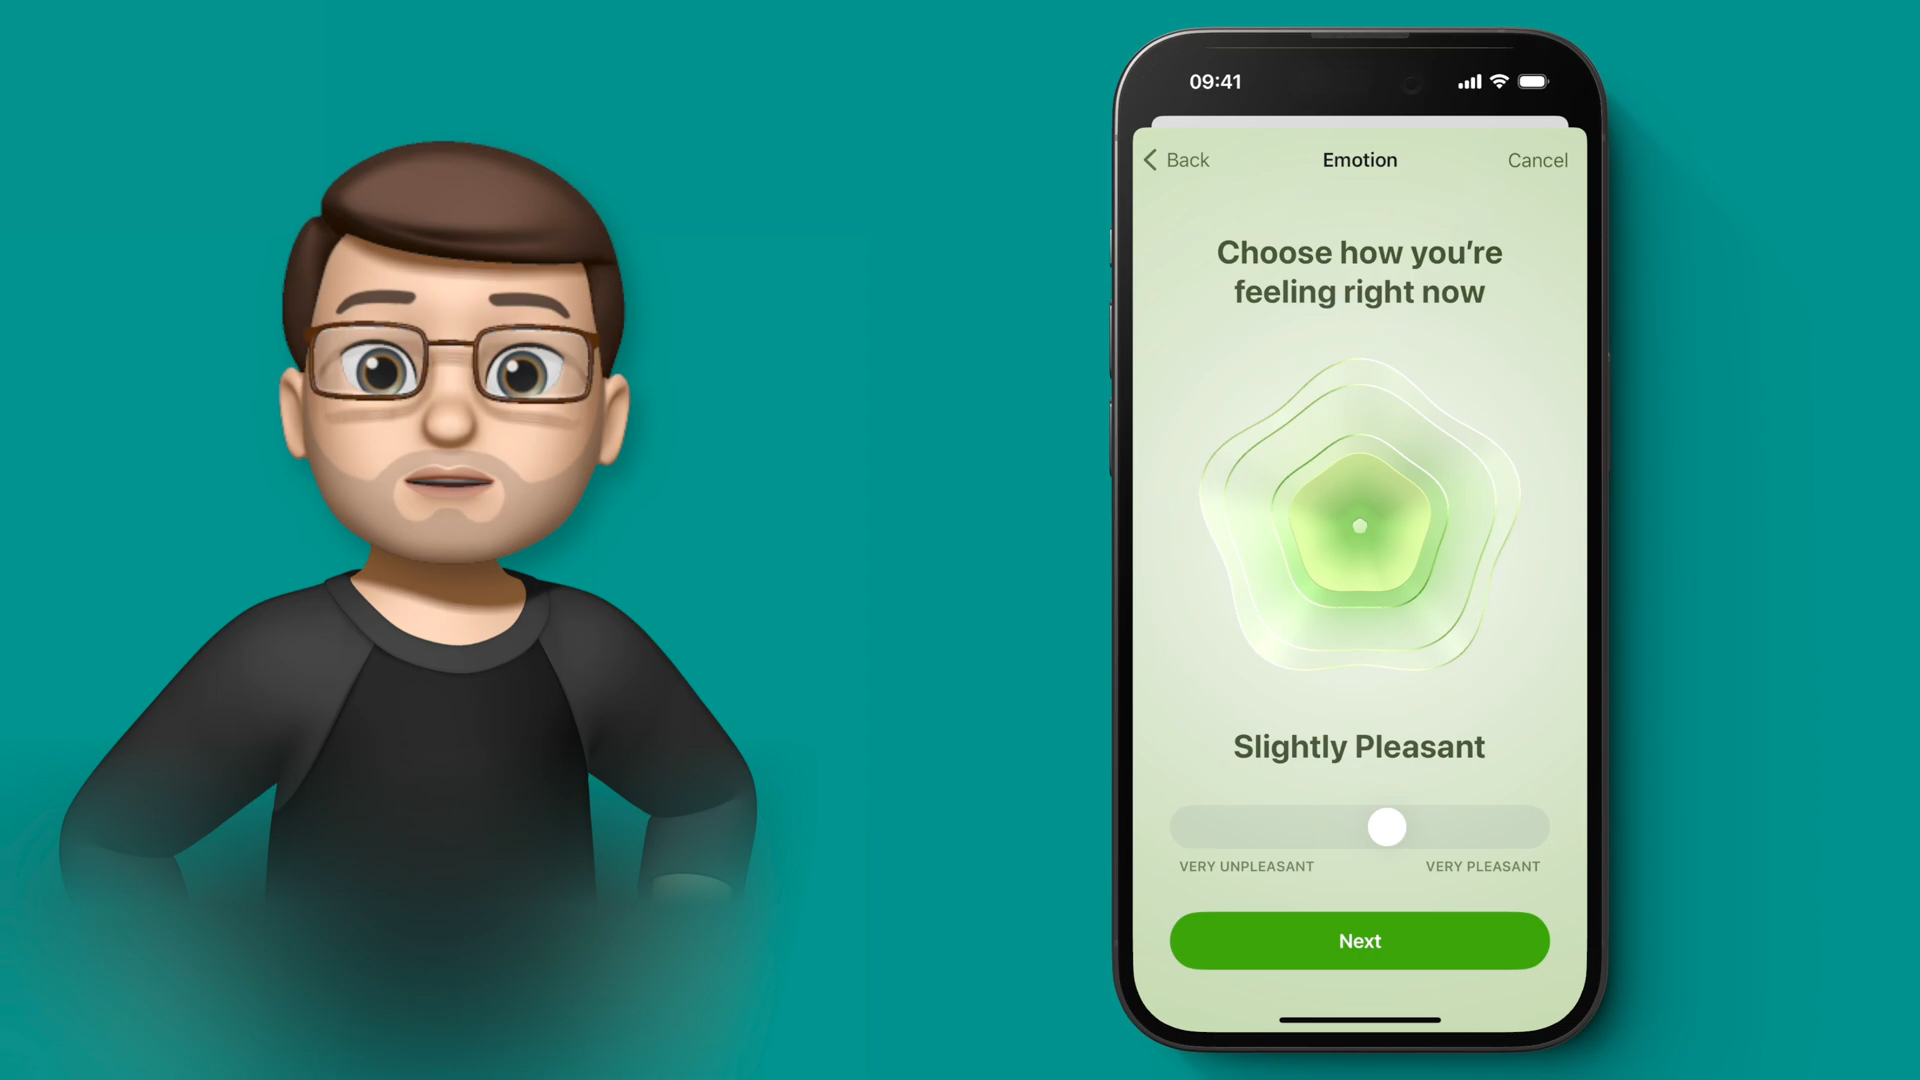 09:41
Back
Emotion
Cancel
Choose how you’re
feeling right now
Slightly Pleasant
VERY UNPLEASANT
VERY PLEASANT
Next